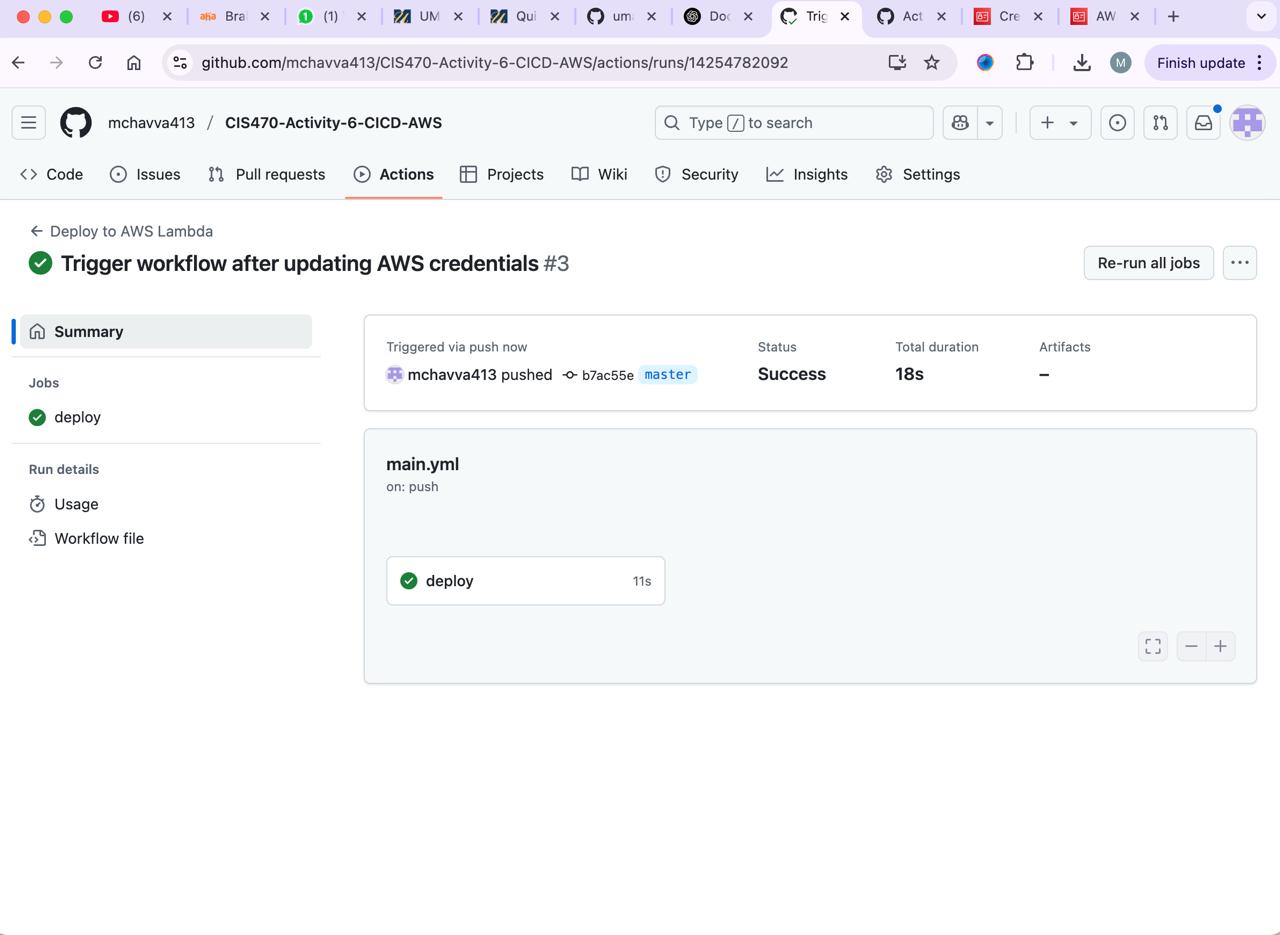 (6)
Bra
1
(1)
UM
Qui
um
Doc
Trig
Act
Cre
AW
github.com/mchavva413/CIS470-Activity-6-CICD-AWS/actions/runs/14254782092
M
Finish update
mchavva413 / CIS470-Activity-6-CICD-AWS
Type / to search
Code Issues Pull requests Actions Projects Wiki Security Insights Settings
Deploy to AWS Lambda
Trigger workflow after updating AWS credentials #3
Re-run all jobs
Summary
Jobs
deploy
Run details
Usage
Workflow file
Triggered via push now
mchavva413 pushed b7ac55e master
Status
Success
Total duration
18s
Artifacts
–
main.yml
on: push
deploy 11s